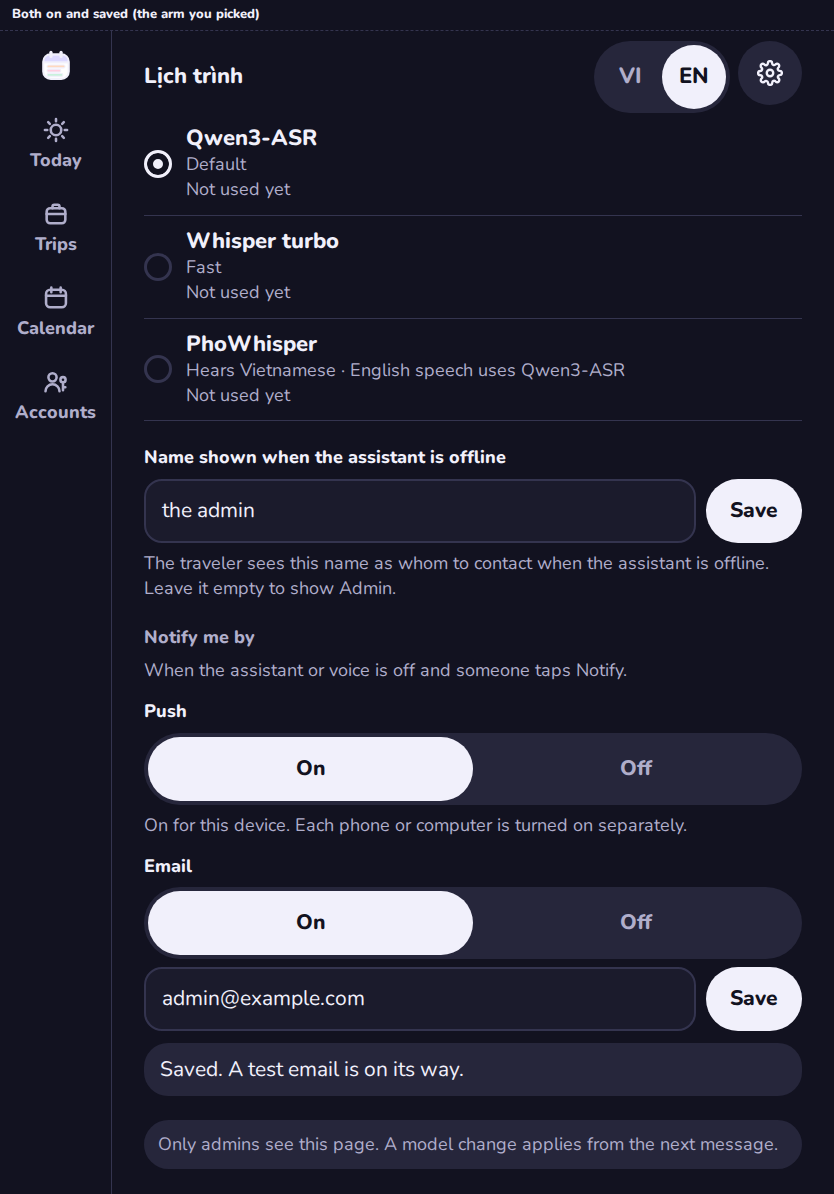 Both on and saved (the arm you picked)
Lịch trình
VI
EN
Today
Trips
Calendar
Accounts
Qwen3-ASR
Default
Not used yet
Whisper turbo
Fast
Not used yet
PhoWhisper
Hears Vietnamese · English speech uses Qwen3-ASR
Not used yet
Name shown when the assistant is offline
the admin
Save
The traveler sees this name as whom to contact when the assistant is offline.
Leave it empty to show Admin.
Notify me by
When the assistant or voice is off and someone taps Notify.
Push
On
Off
On for this device. Each phone or computer is turned on separately.
Email
On
Off
admin@example.com
Save
Saved. A test email is on its way.
Only admins see this page. A model change applies from the next message.